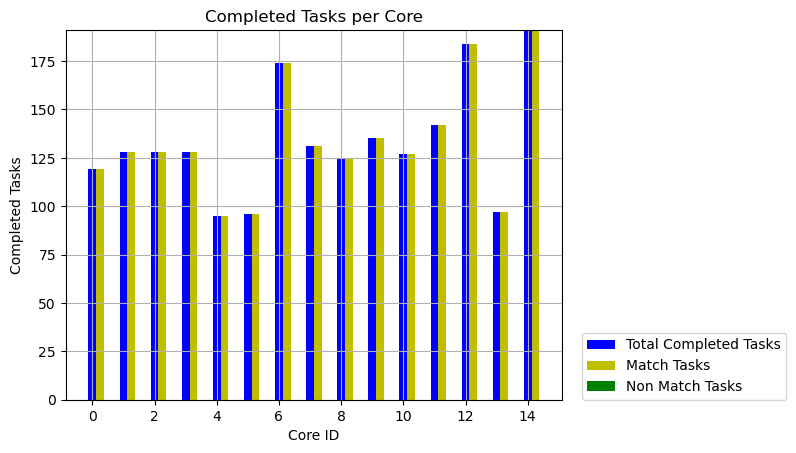 Completed Tasks per Core
Completed Tasks
175
150
125
100
75
50
25
0
0 2 4 6 8 10 12 14
Core ID
Total Completed Tasks
Match Tasks
Non Match Tasks